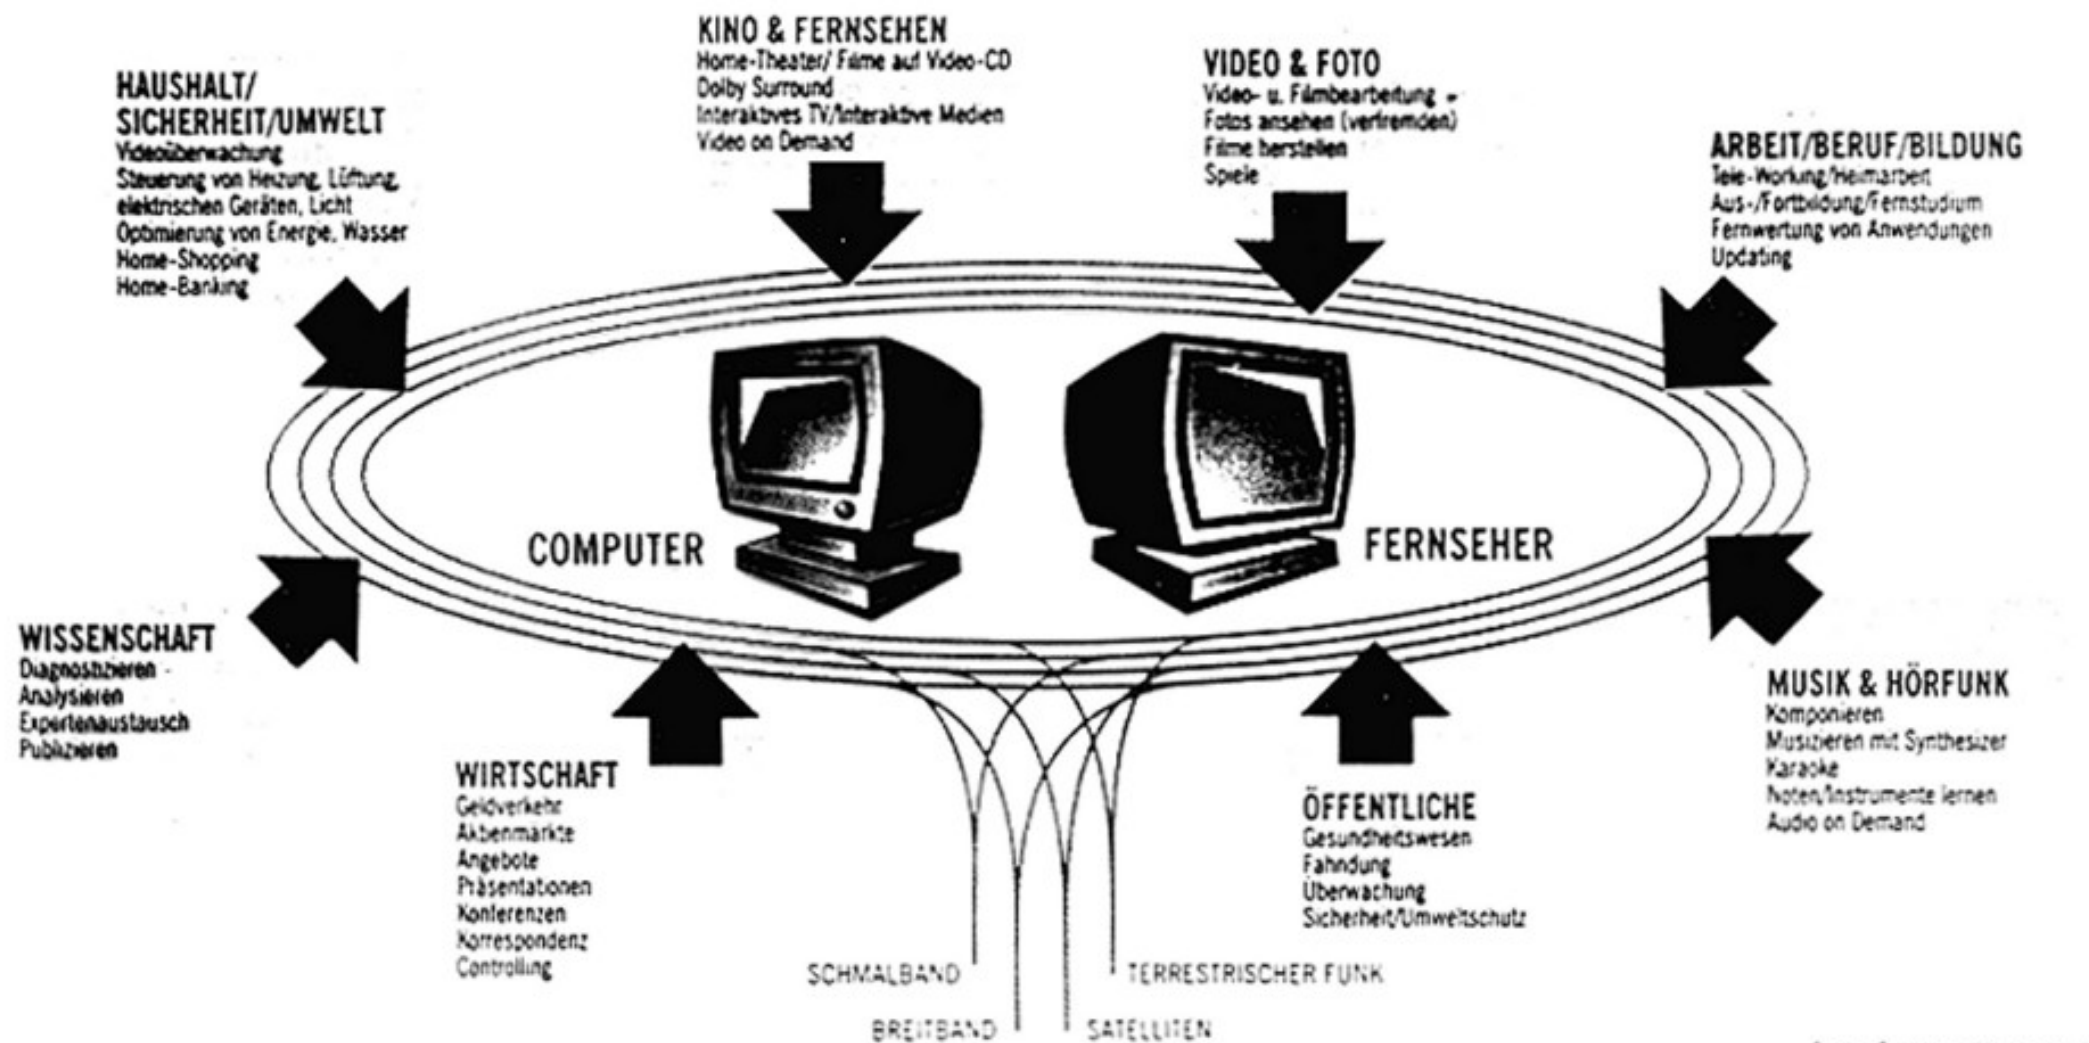 KINO & FERNSEHEN
Home-Theater/ Filme auf Video-CD
Dolby Surround
Interaktives TV/Interaktive Medien
Video on Demand
VIDEO & FOTO
Video- u. Filmbearbeitung -
Fotos ansehen (verfremden)
Filme herstellen
Spiele
HAUSHALT/
SICHERHEIT/UMWELT
Videoüberwachung
Steuerung von Heizung, Lüftung,
elektrischen Geräten, Licht
Optimierung von Energie, Wasser
Home-Shopping
Home-Banking
ARBEIT/BERUF/BILDUNG
Tele-Working/Heimarbeit
Aus-/Fortbildung/Fernstudium
Fernwertung von Anwendungen
Updating
COMPUTER
FERNSEHER
WISSENSCHAFT
Diagnostizieren
Analysieren
Expertenaustausch
Publizieren
WIRTSCHAFT
Geldverkehr
Aktienmärkte
Angebote
Präsentationen
Konferenzen
Korrespondenz
Controlling
ÖFFENTLICHE
Gesundheitswesen
Fahndung
Überwachung
Sicherheit/Umweltschutz
MUSIK & HÖRFUNK
Komponieren
Musizieren mit Synthesizer
Karaoke
Noten/Instrumente lernen
Audio on Demand
SCHMALBAND
TERRESTRISCHER FUNK
BREITBAND
SATELLITEN